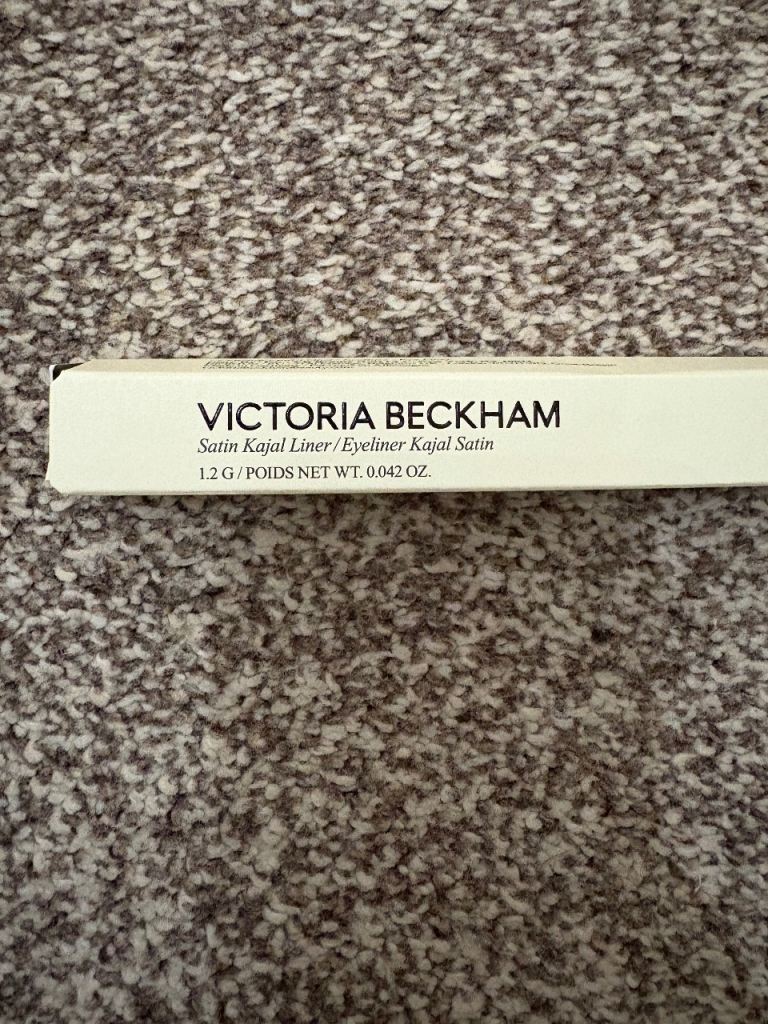 VICTORIA BECKHAM
Satin Kajal Liner/Eyeliner Kajal Satin
1.2 G/POIDS NET WT. 0.042 OZ.